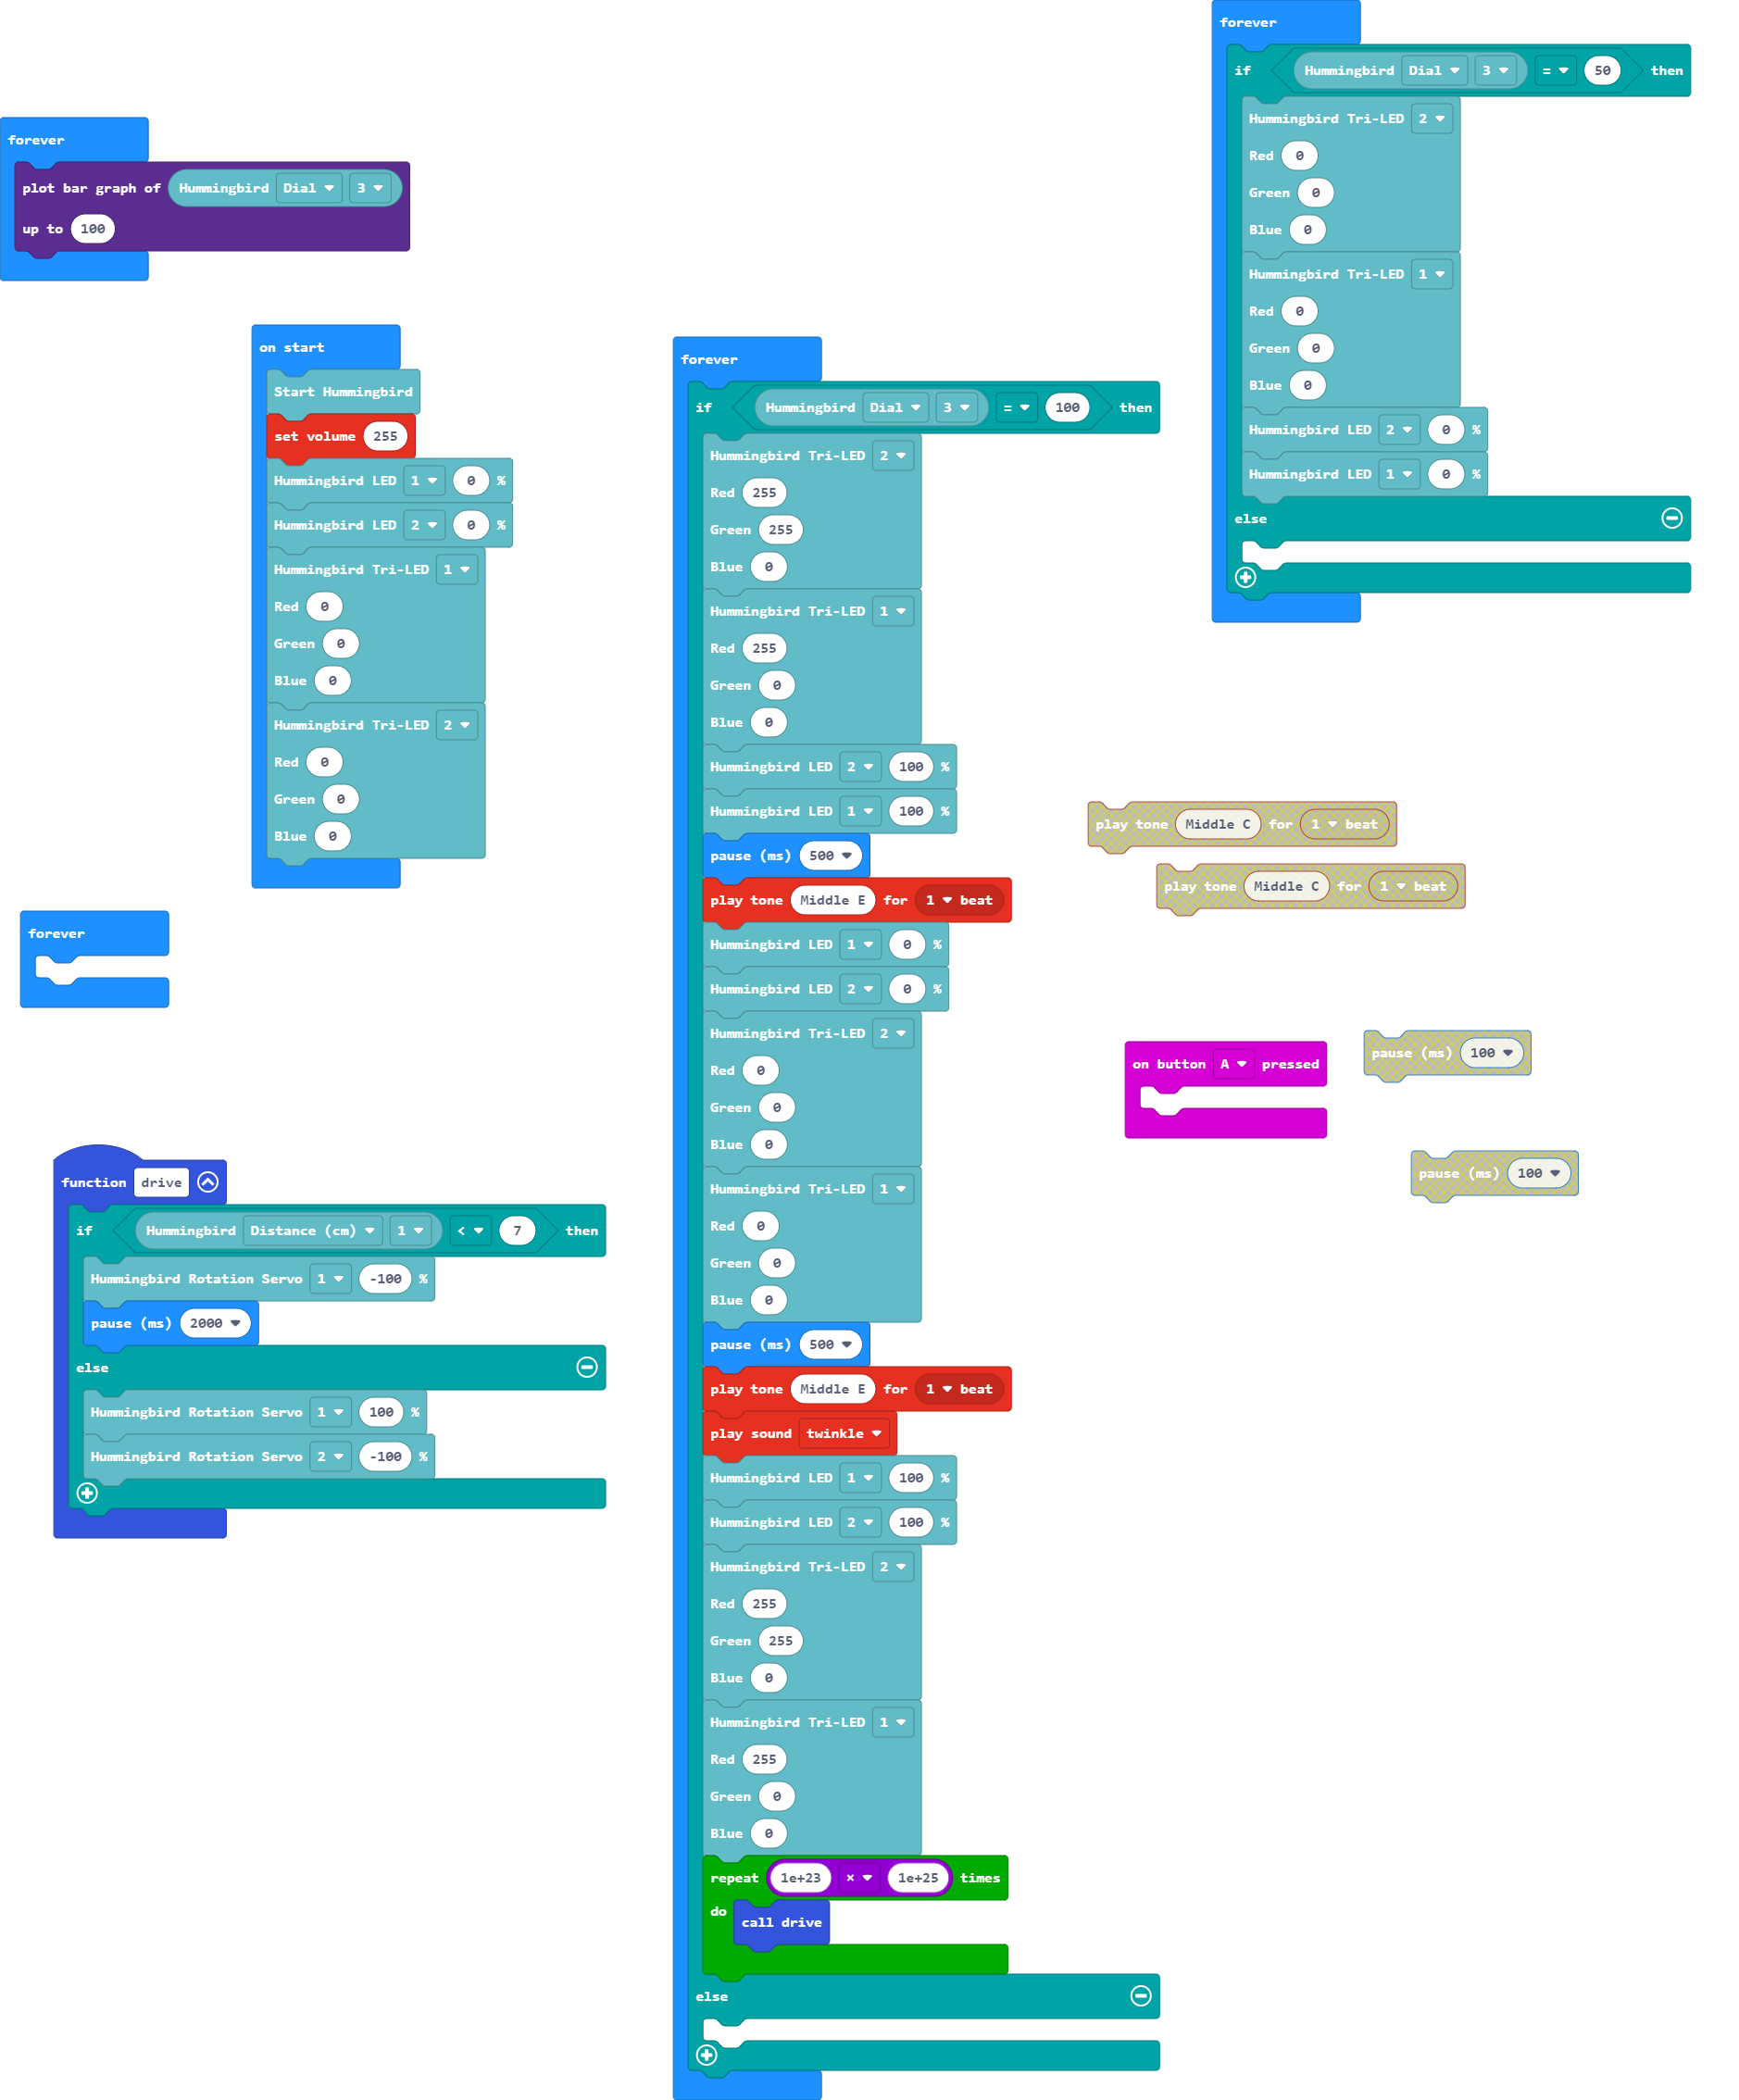 forever
plot bar graph of Hummingbird Dial 3
up to 100
on start
Start Hummingbird
set volume 255
Hummingbird LED 1 0 %
Hummingbird LED 2 0 %
Hummingbird Tri-LED 1
Red 0
Green 0
Blue 0
Hummingbird Tri-LED 2
Red 0
Green 0
Blue 0
forever
function drive
if Hummingbird Distance (cm) 1 < 7 then
Hummingbird Rotation Servo 1 -100 %
pause (ms) 2000
else
Hummingbird Rotation Servo 1 100 %
Hummingbird Rotation Servo 2 -100 %
forever
if Hummingbird Dial 3 = 100 then
Hummingbird Tri-LED 2
Red 255
Green 255
Blue 0
Hummingbird Tri-LED 1
Red 255
Green 0
Blue 0
Hummingbird LED 2 100 %
Hummingbird LED 1 100 %
pause (ms) 500
play tone Middle E for 1 beat
Hummingbird LED 1 0 %
Hummingbird LED 2 0 %
Hummingbird Tri-LED 2
Red 0
Green 0
Blue 0
Hummingbird Tri-LED 1
Red 0
Green 0
Blue 0
pause (ms) 500
play tone Middle E for 1 beat
play sound twinkle
Hummingbird LED 1 100 %
Hummingbird LED 2 100 %
Hummingbird Tri-LED 2
Red 255
Green 255
Blue 0
Hummingbird Tri-LED 1
Red 255
Green 0
Blue 0
repeat 1e+23 × 1e+25 times
do
call drive
else
forever
if Hummingbird Dial 3 = 50 then
Hummingbird Tri-LED 2
Red 0
Green 0
Blue 0
Hummingbird Tri-LED 1
Red 0
Green 0
Blue 0
Hummingbird LED 2 0 %
Hummingbird LED 1 0 %
else
play tone Middle C for 1 beat
play tone Middle C for 1 beat
on button A pressed
pause (ms) 100
pause (ms) 100